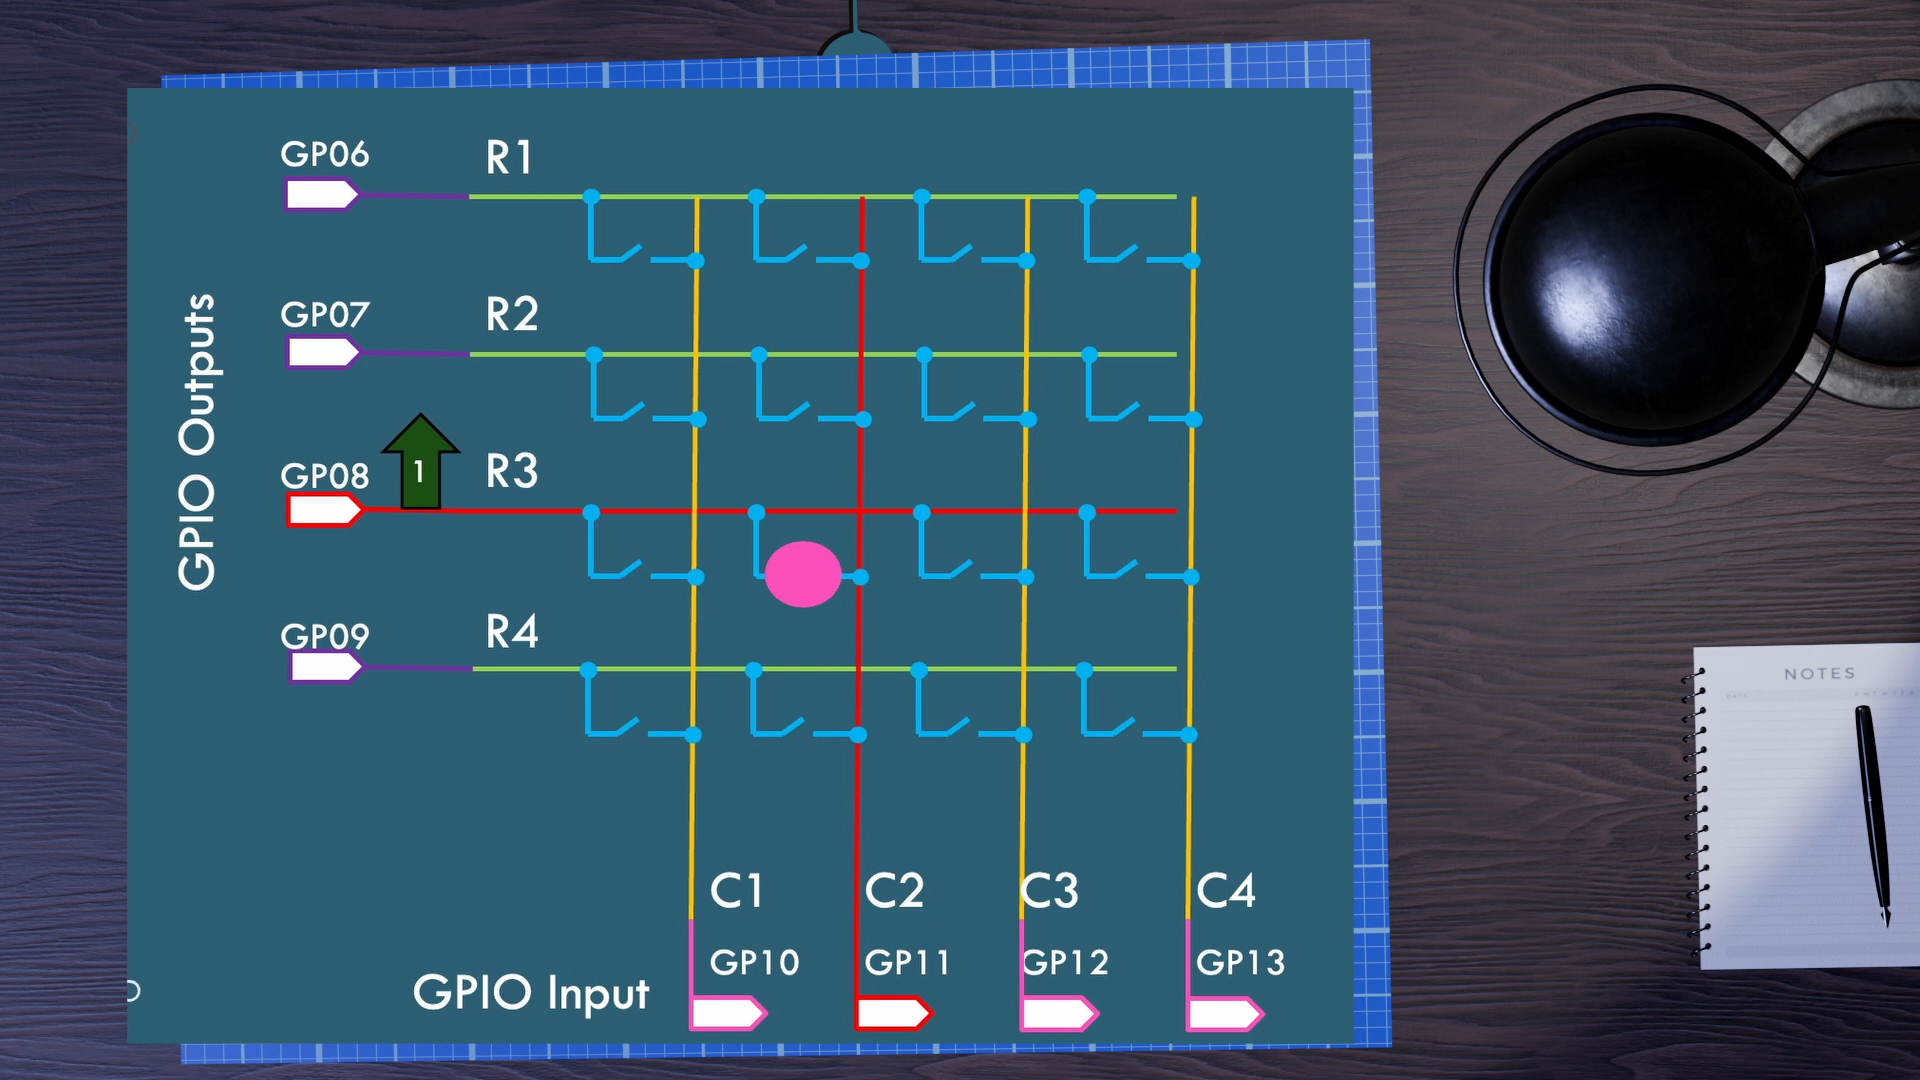 GP06
R1
GP07
R2
GPIO Outputs
GP08
1
R3
GP09
R4
C1
C2
C3
C4
GP10
GP11
GP12
GP13
GPIO Input
NOTES